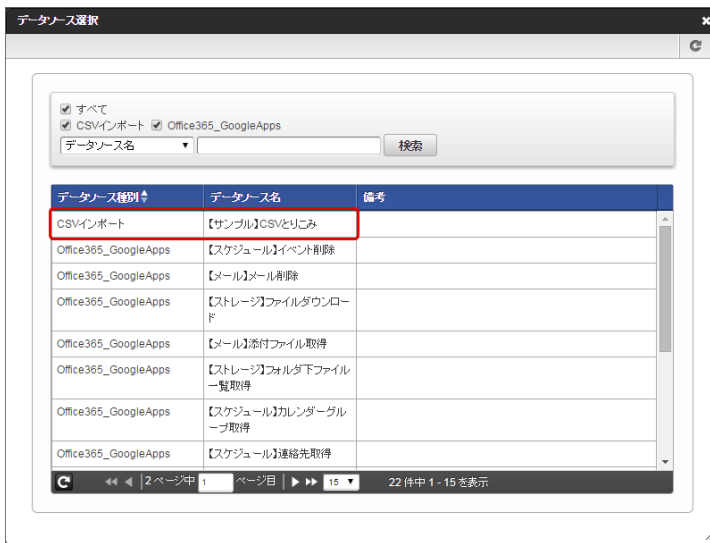 データソース選択
すべて
CSVインポート Office365_GoogleApps
データソース名 検索
データソース種別 データソース名 備考
CSVインポート 【サンプル】CSVとりこみ
Office365_GoogleApps 【スケジュール】イベント削除
Office365_GoogleApps 【メール】メール削除
Office365_GoogleApps 【ストレージ】ファイルダウンロー
ド
Office365_GoogleApps 【メール】添付ファイル取得
Office365_GoogleApps 【ストレージ】フォルダ下ファイル
一覧取得
Office365_GoogleApps 【スケジュール】カレンダーグル
ープ取得
Office365_GoogleApps 【スケジュール】連絡先取得
2 ページ中 1 ページ目 15 22 件中 1 - 15 を表示